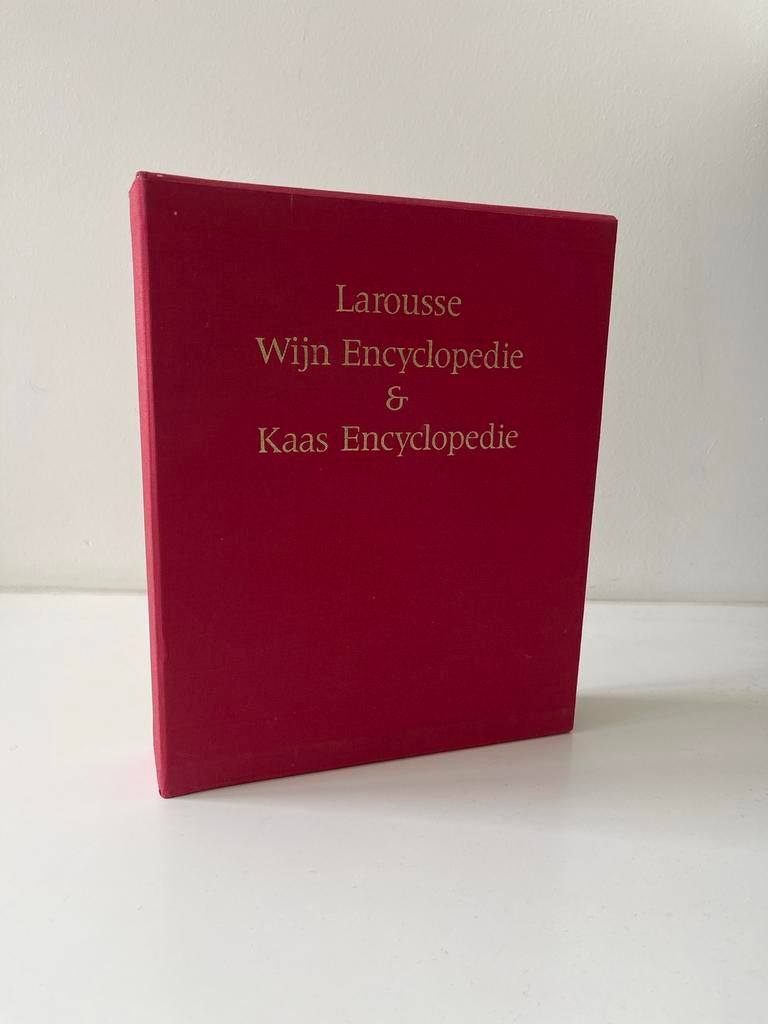 Larousse
Wijn Encyclopedie
&
Kaas Encyclopedie